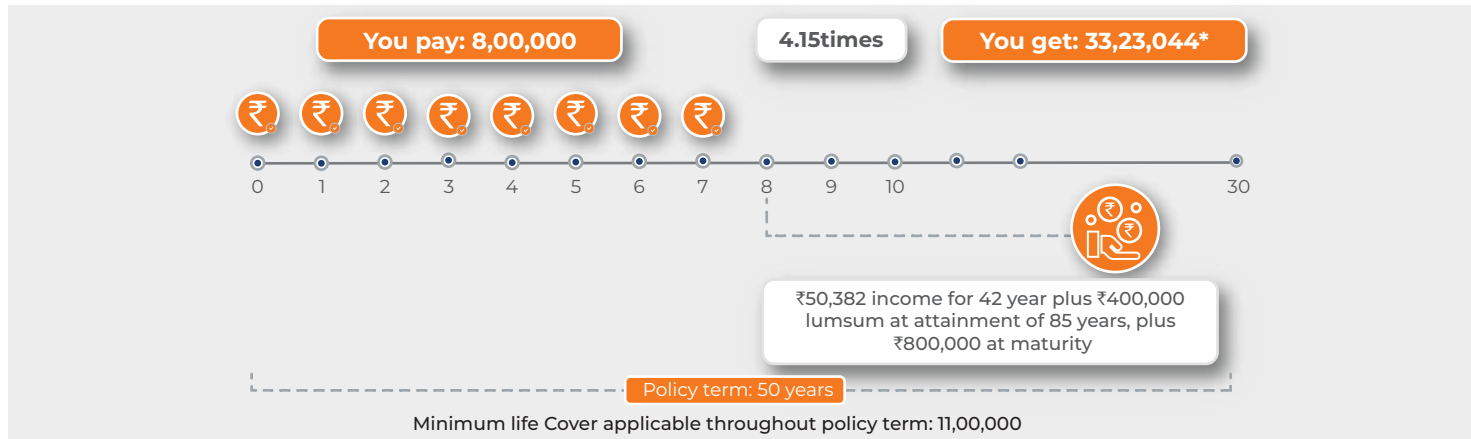 You pay: 8,00,000
4.15times
You get: 33,23,044*
₹ ₹ ₹ ₹ ₹ ₹ ₹ ₹
0 1 2 3 4 5 6 7 8 9 10 30
₹
₹
₹50,382 income for 42 year plus ₹400,000
lumsum at attainment of 85 years, plus
₹800,000 at maturity
Policy term: 50 years
Minimum life Cover applicable throughout policy term: 11,00,000